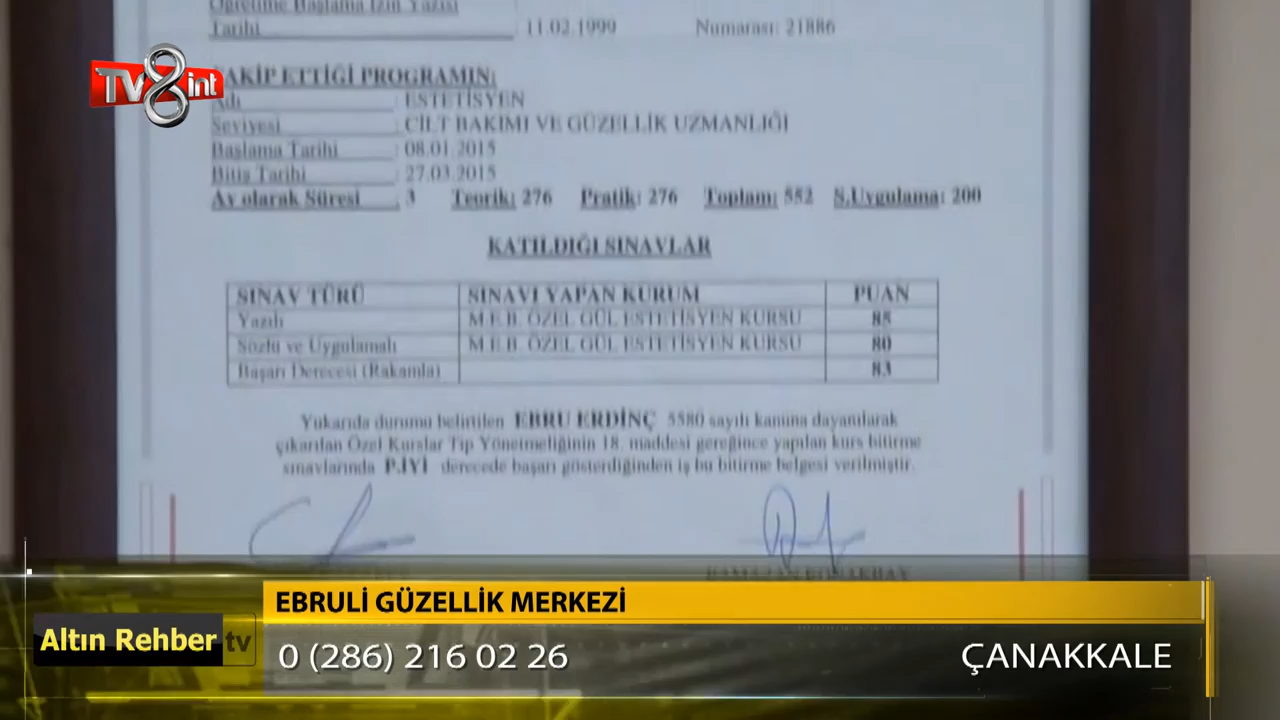 Öğretime Başlama İzin Yazısı
Tarihi : 11.02.1999 Numarası: 21886
TV8int
TAKİP ETTİĞİ PROGRAMIN:
Adı : ESTETİSYEN
Seviyesi : CİLT BAKIMI VE GÜZELLİK UZMANLIĞI
Başlama Tarihi : 08.01.2015
Bitiş Tarihi : 27.03.2015
Ay olarak Süresi : 3 Teorik: 276 Pratik: 276 Toplam: 552 S.Uygulama: 200
KATILDIĞI SINAVLAR
SINAV TÜRÜ SINAVI YAPAN KURUM PUAN
Yazılı M.E.B. ÖZEL GÜL ESTETİSYEN KURSU 85
Sözlü ve Uygulamalı M.E.B. ÖZEL GÜL ESTETİSYEN KURSU 80
Başarı Derecesi (Rakamla) 83
Yukarıda durumu belirtilen EBRU ERDİNÇ 5580 sayılı kanuna dayanılarak
çıkarılan Özel Kurslar Tip Yönetmeliğinin 18. maddesi gereğince yapılan kurs bitirme
sınavlarında P.İYİ derecede başarı gösterdiğinden iş bu bitirme belgesi verilmiştir.
EBRULİ GÜZELLİK MERKEZİ
Altın Rehber tv
0 (286) 216 02 26 ÇANAKKALE